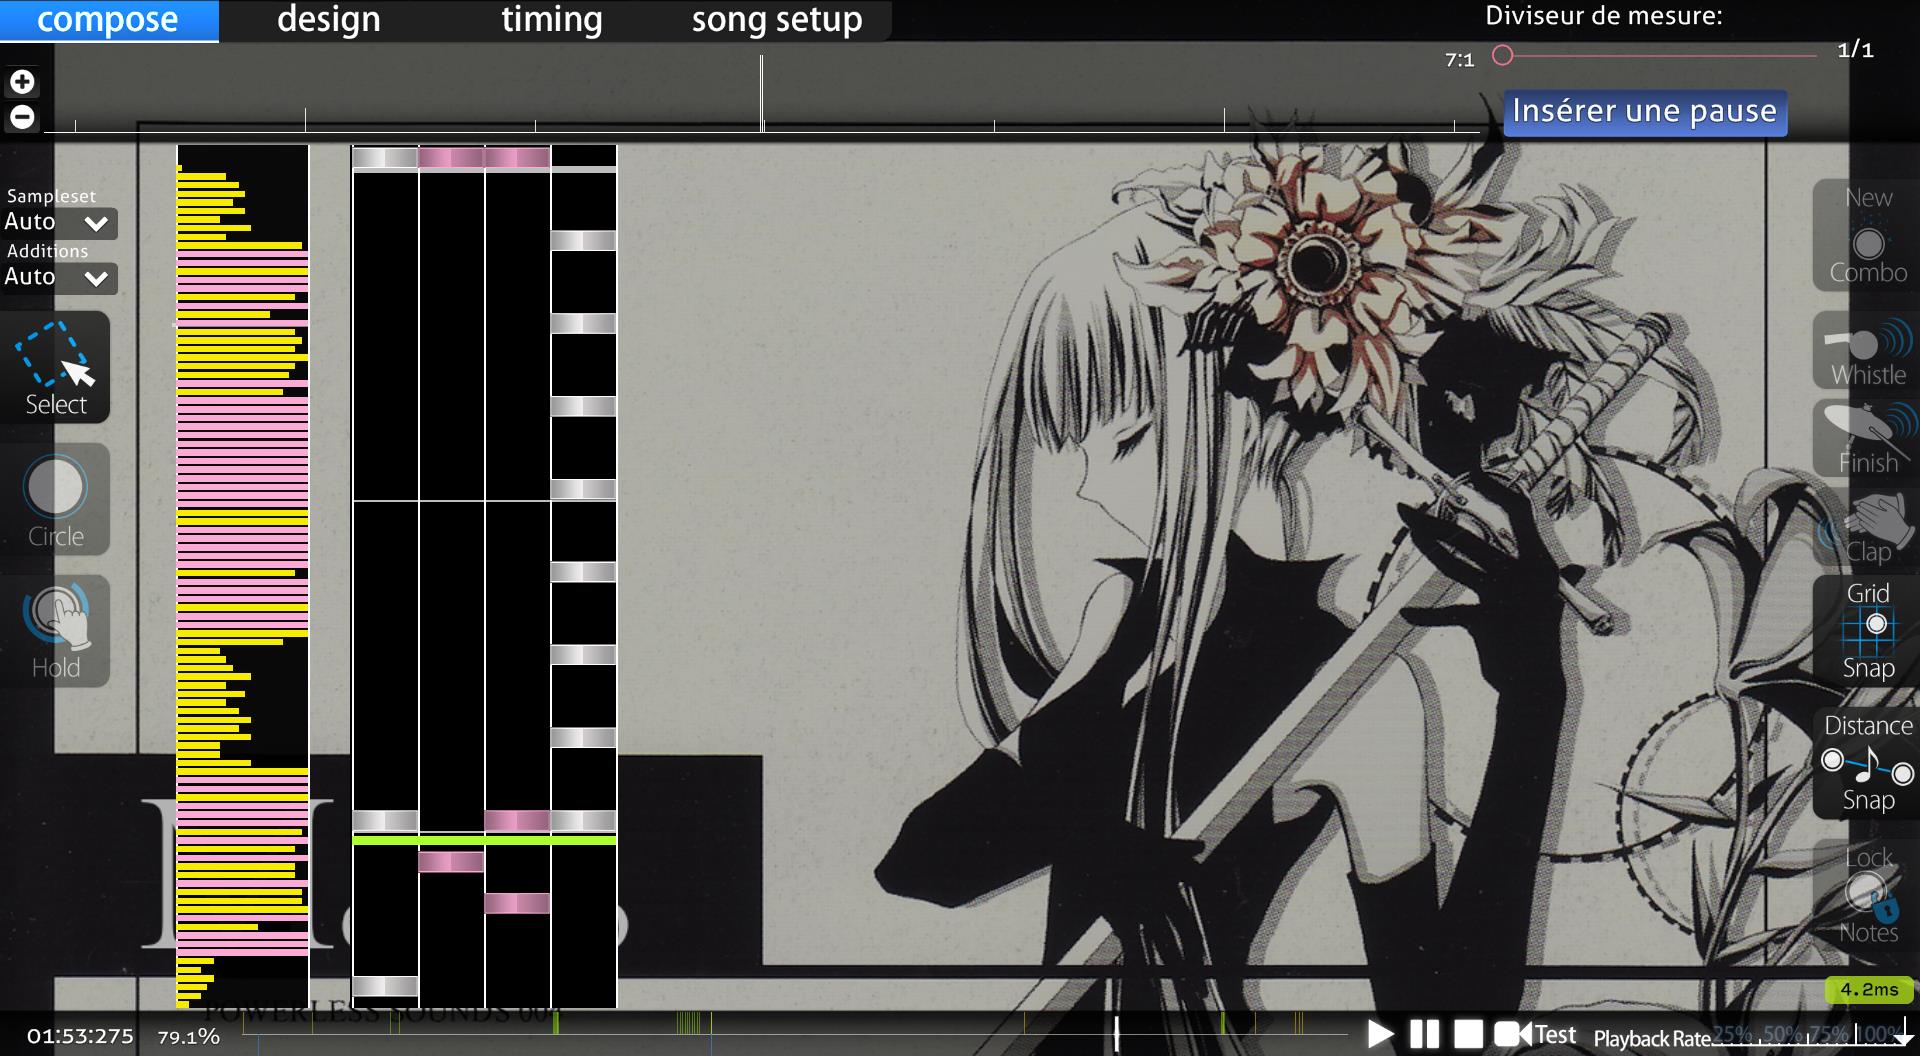 compose
design
timing
song setup
Diviseur de mesure:
7:1
1/1
Insérer une pause
Sampleset
Auto
Additions
Auto
Select
Circle
Hold
New
Combo
Whistle
Finish
Clap
Grid
Snap
Distance
Snap
Lock
Notes
4.2ms
POWERLESS SOUNDS
01:53:275
79.1%
Test
Playback Rate
25% 50% 75% 100%